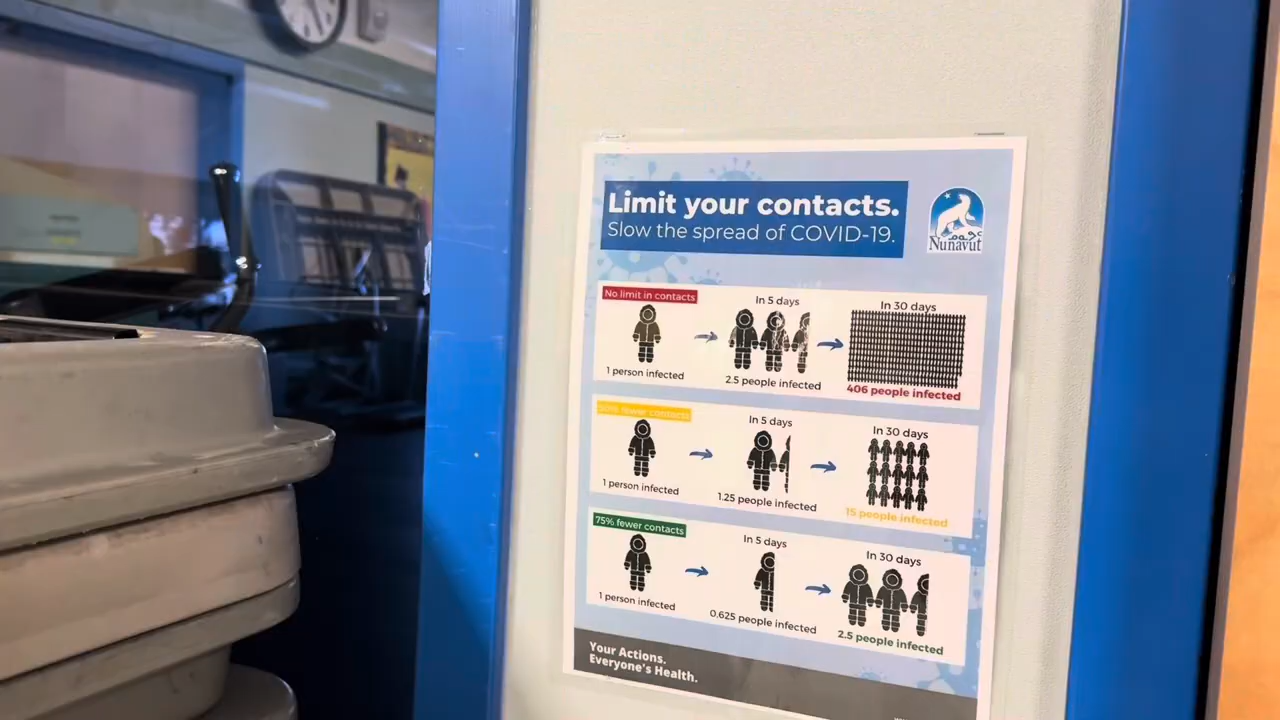 Limit your contacts.
Slow the spread of COVID-19.
Nunavut
No limit in contacts
In 5 days
In 30 days
1 person infected
2.5 people infected
406 people infected
50% fewer contacts
In 5 days
In 30 days
1 person infected
1.25 people infected
15 people infected
75% fewer contacts
In 5 days
In 30 days
1 person infected
0.625 people infected
2.5 people infected
Your Actions.
Everyone's Health.